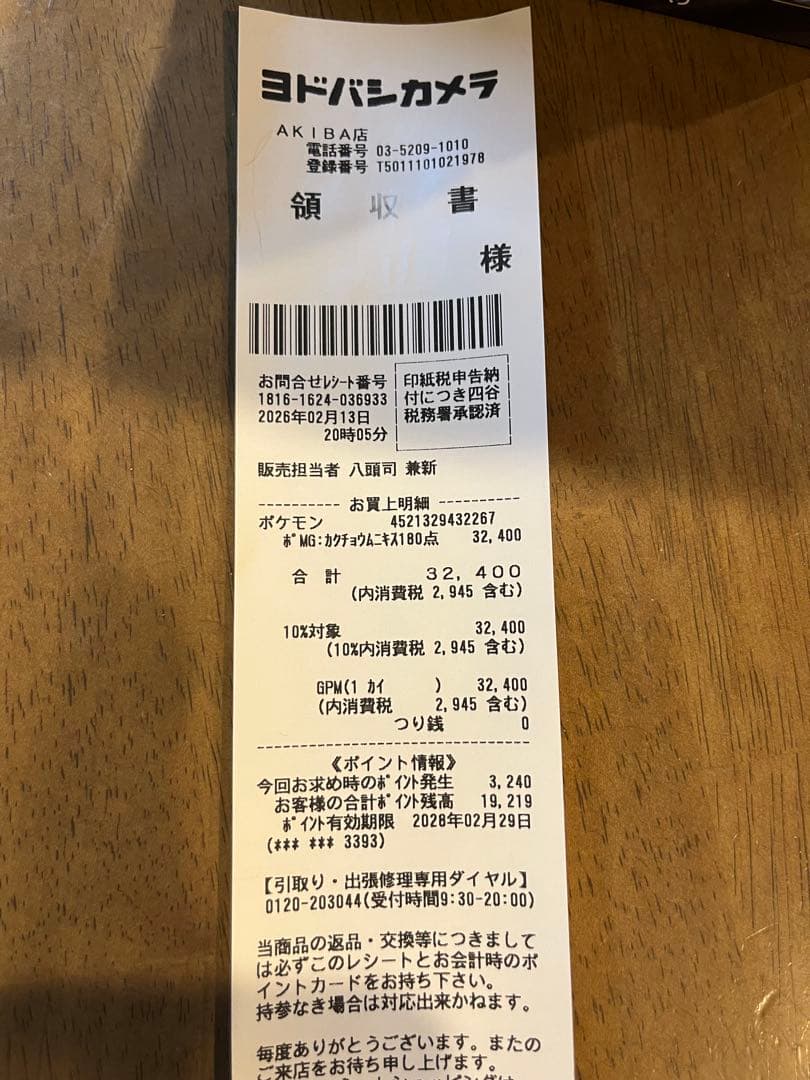 ヨドバシカメラ
AKIBA店
電話番号 03-5209-1010
登録番号 T5011101021978
領収書
様
お問合せﾚｼｰﾄ番号
1816-1624-036933
2026年02月13日
20時05分
印紙税申告納
付につき四谷
税務署承認済
販売担当者 八頭司 兼新
---------- お買上明細 ----------
ポケモン 4521329432267
ﾎﾟMG:ｶｸﾁｮｳﾑﾆｷｽ180点 32,400
合 計 32,400
(内消費税 2,945 含む)
10%対象 32,400
(10%内消費税 2,945 含む)
GPM(1 ｶｲ ) 32,400
(内消費税 2,945 含む)
つり銭 0
--------------------------------
《ポイント情報》
今回お求め時のﾎﾟｲﾝﾄ発生 3,240
お客様の合計ﾎﾟｲﾝﾄ残高 19,219
ﾎﾟｲﾝﾄ有効期限 2028年02月29日
(*** *** 3393)
【引取り・出張修理専用ダイヤル】
0120-203044(受付時間9:30-20:00)
当商品の返品・交換等につきまして
は必ずこのレシートとお会計時のポ
イントカードをお持ち下さい。
持参なき場合は対応出来かねます。
毎度ありがとうございます。またの
ご来店をお待ち申し上げます。